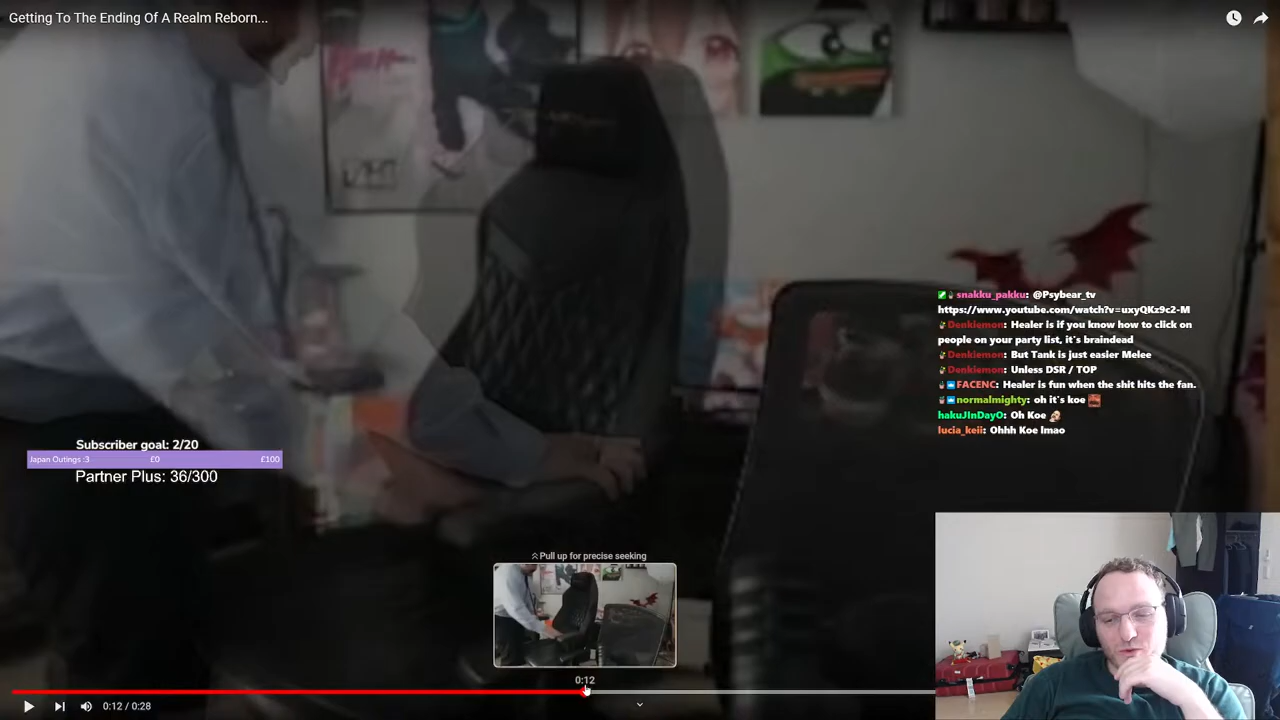 Getting To The Ending Of A Realm Reborn...
snakku_pakku: @Psybear_tv
https://www.youtube.com/watch?v=uxyQKz9c2-M
Denkiemon: Healer is if you know how to click on
people on your party list, it's braindead
Denkiemon: But Tank is just easier Melee
Denkiemon: Unless DSR / TOP
FACENC: Healer is fun when the shit hits the fan.
normalmighty: oh it's koe
hakuJInDayO: Oh Koe
lucia_keii: Ohhh Koe lmao
Subscriber goal: 2/20
Japan Outings :3 £0 £100
Partner Plus: 36/300
Pull up for precise seeking
0:12
0:12 / 0:28